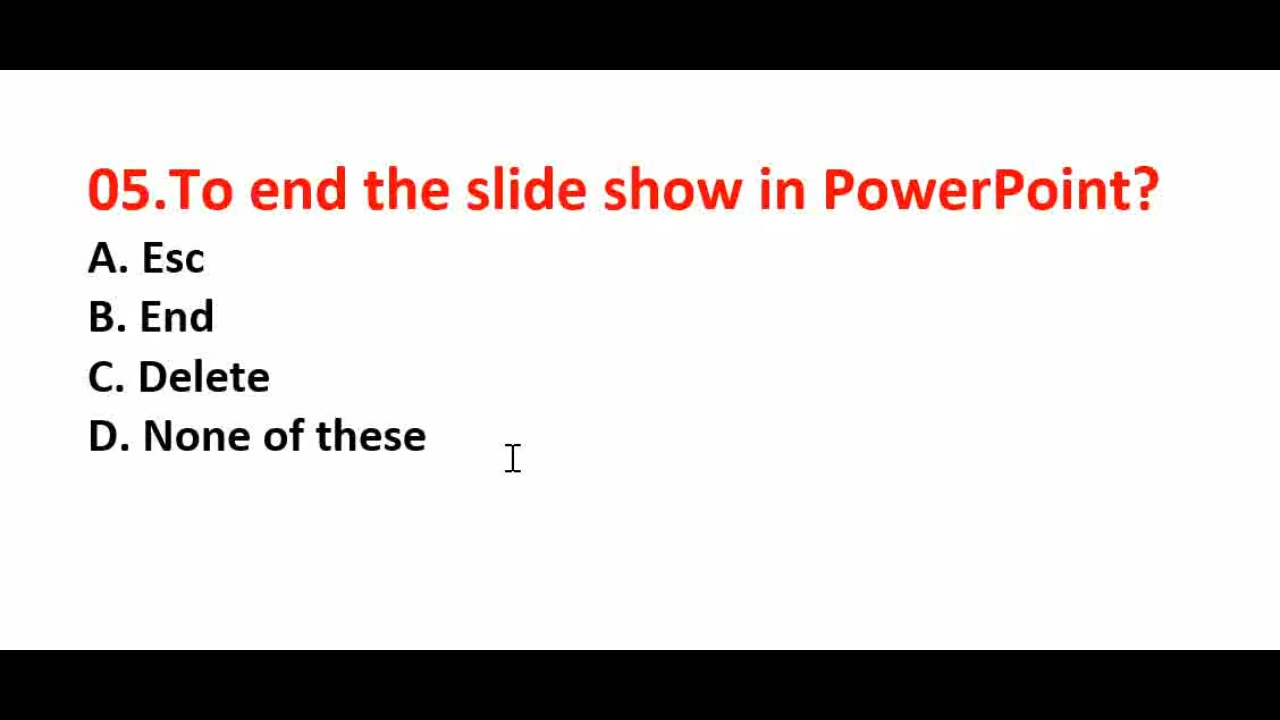 05.To end the slide show in PowerPoint?
A. Esc
B. End
C. Delete
D. None of these